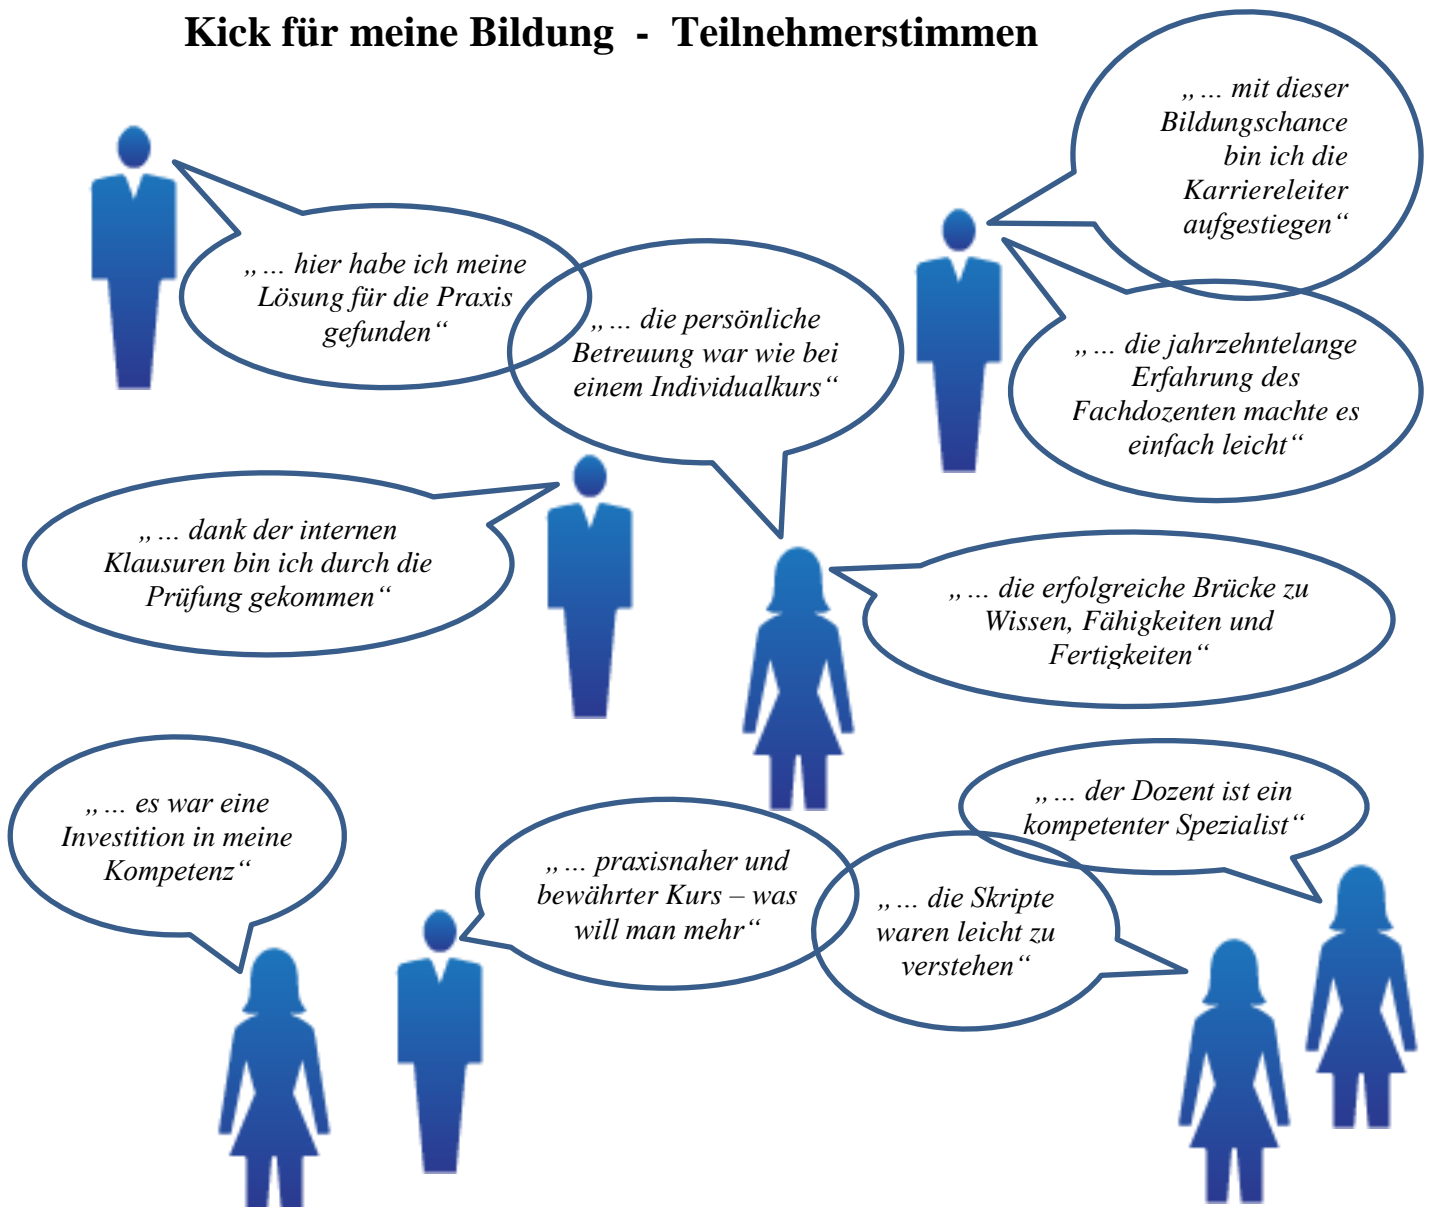 Kick für meine Bildung - Teilnehmerstimmen
„ … mit dieser
Bildungschance
bin ich die
Karriereleiter
aufgestiegen“
„ … hier habe ich meine
Lösung für die Praxis
gefunden“
„ … die persönliche
Betreuung war wie bei
einem Individualkurs“
„ … die jahrzehntelange
Erfahrung des
Fachdozenten machte es
einfach leicht“
„ … dank der internen
Klausuren bin ich durch die
Prüfung gekommen“
„ … die erfolgreiche Brücke zu
Wissen, Fähigkeiten und
Fertigkeiten“
„ … es war eine
Investition in meine
Kompetenz“
„ … praxisnaher und
bewährter Kurs – was
will man mehr“
„ … der Dozent ist ein
kompetenter Spezialist“
„ … die Skripte
waren leicht zu
verstehen“